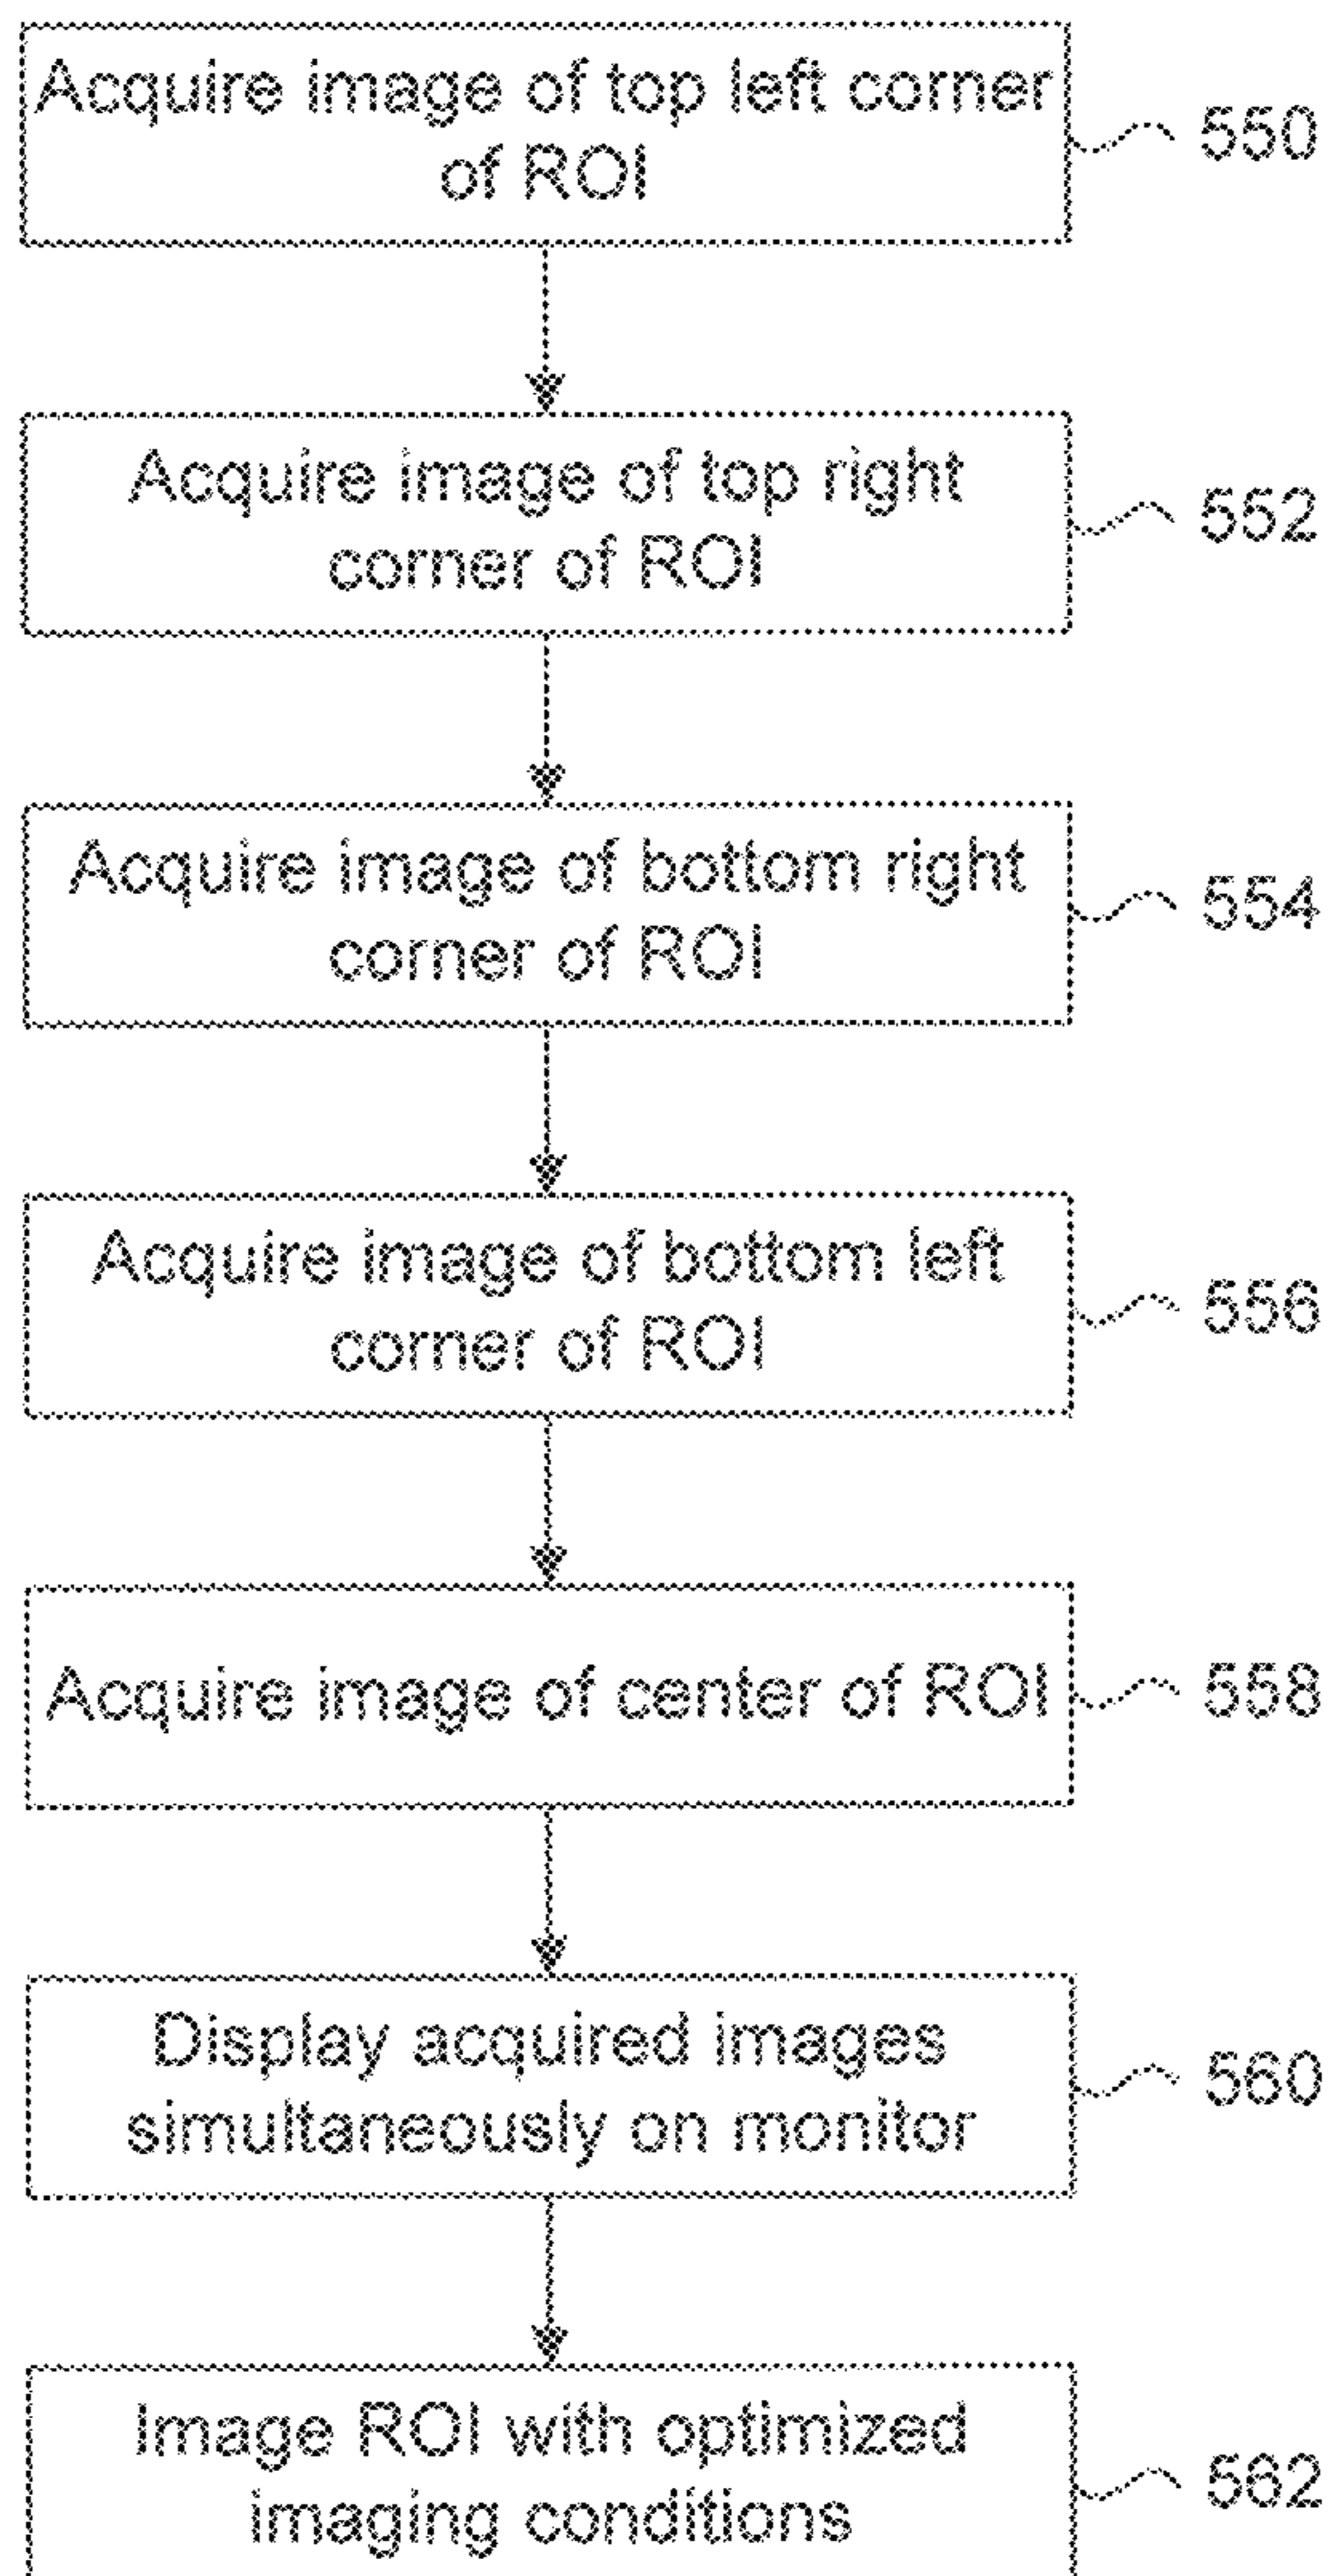 Acquire image of top left corner
of ROI
550
Acquire image of top right
corner of ROI
552
Acquire image of bottom right
corner of ROI
554
Acquire image of bottom left
corner of ROI
556
Acquire image of center of ROI
558
Display acquired images
simultaneously on monitor
560
Image ROI with optimized
imaging conditions
562